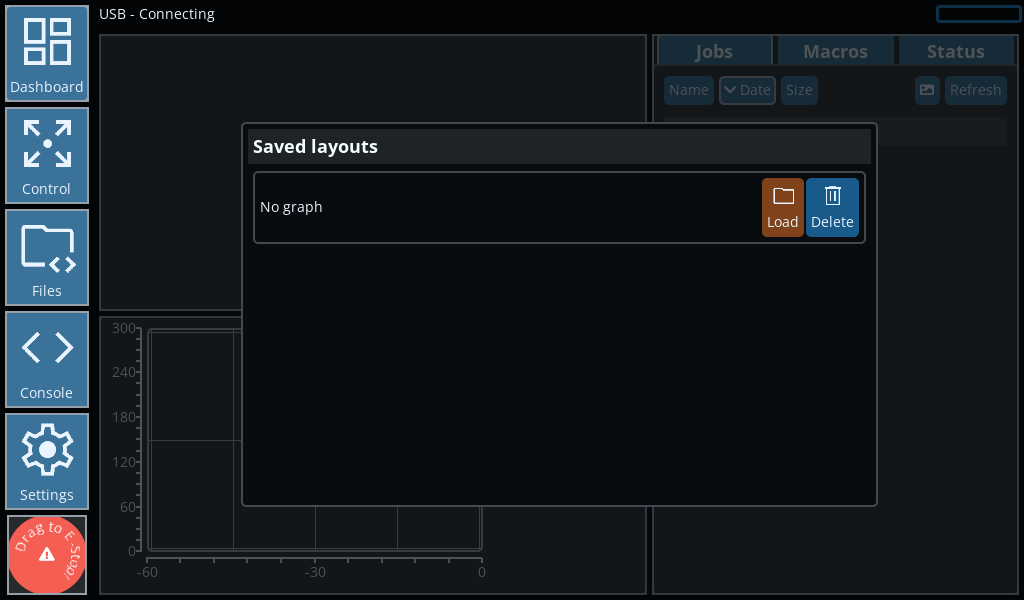 USB - Connecting
Dashboard
Control
Files
Console
Settings
Drag to E-Stop!
Jobs Macros Status
Name Date Size Refresh
Saved layouts
No graph
Load Delete
300
240
180
120
60
0
-60 -30 0